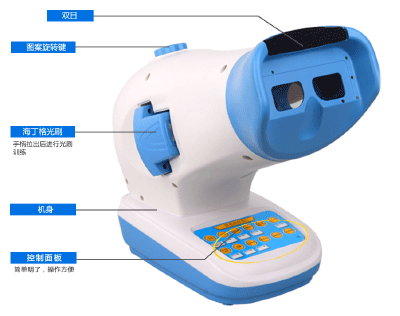 双目
图案旋转键
海丁格光刷
手柄拉出后进行光刷
训练
机身
控制面板
简单明了，操作方便